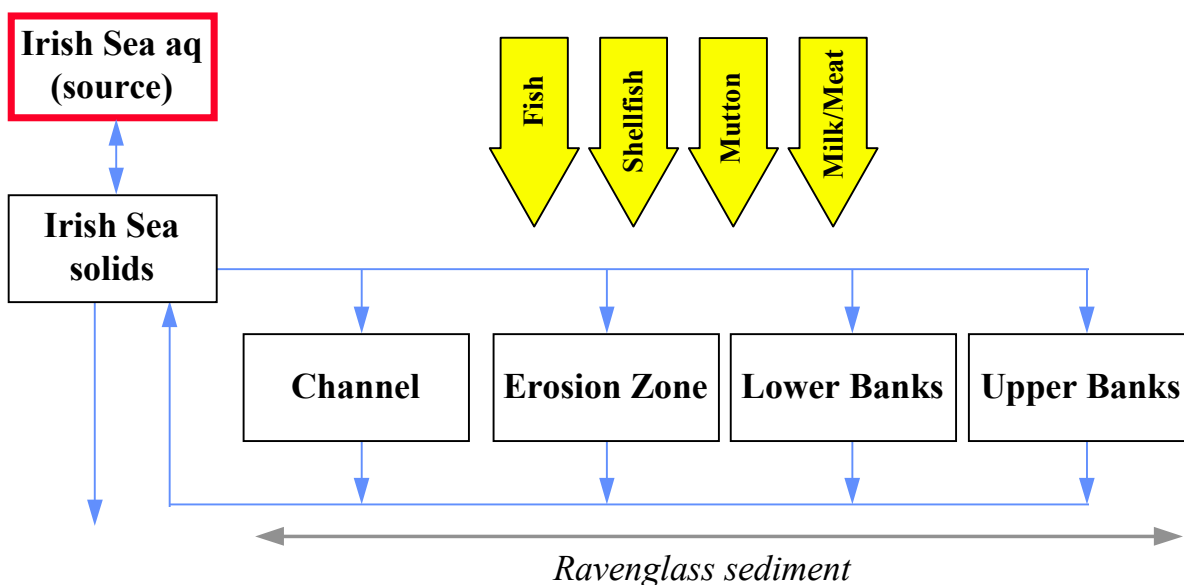 Irish Sea aq
(source)
Fish
Shellfish
Mutton
Milk/Meat
Irish Sea
solids
Channel
Erosion Zone
Lower Banks
Upper Banks
Ravenglass sediment